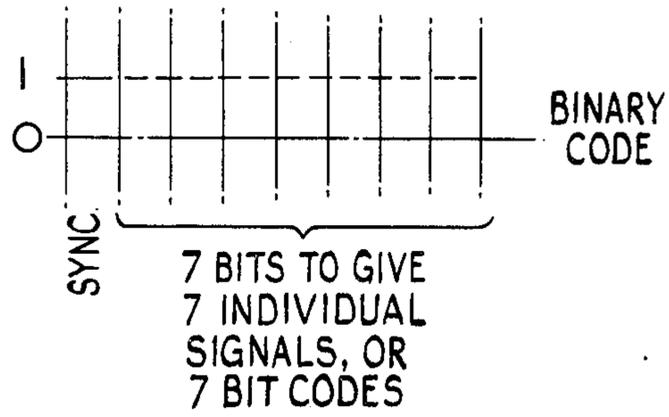 1
0
BINARY
CODE
SYNC.
7 BITS TO GIVE
7 INDIVIDUAL
SIGNALS, OR
7 BIT CODES